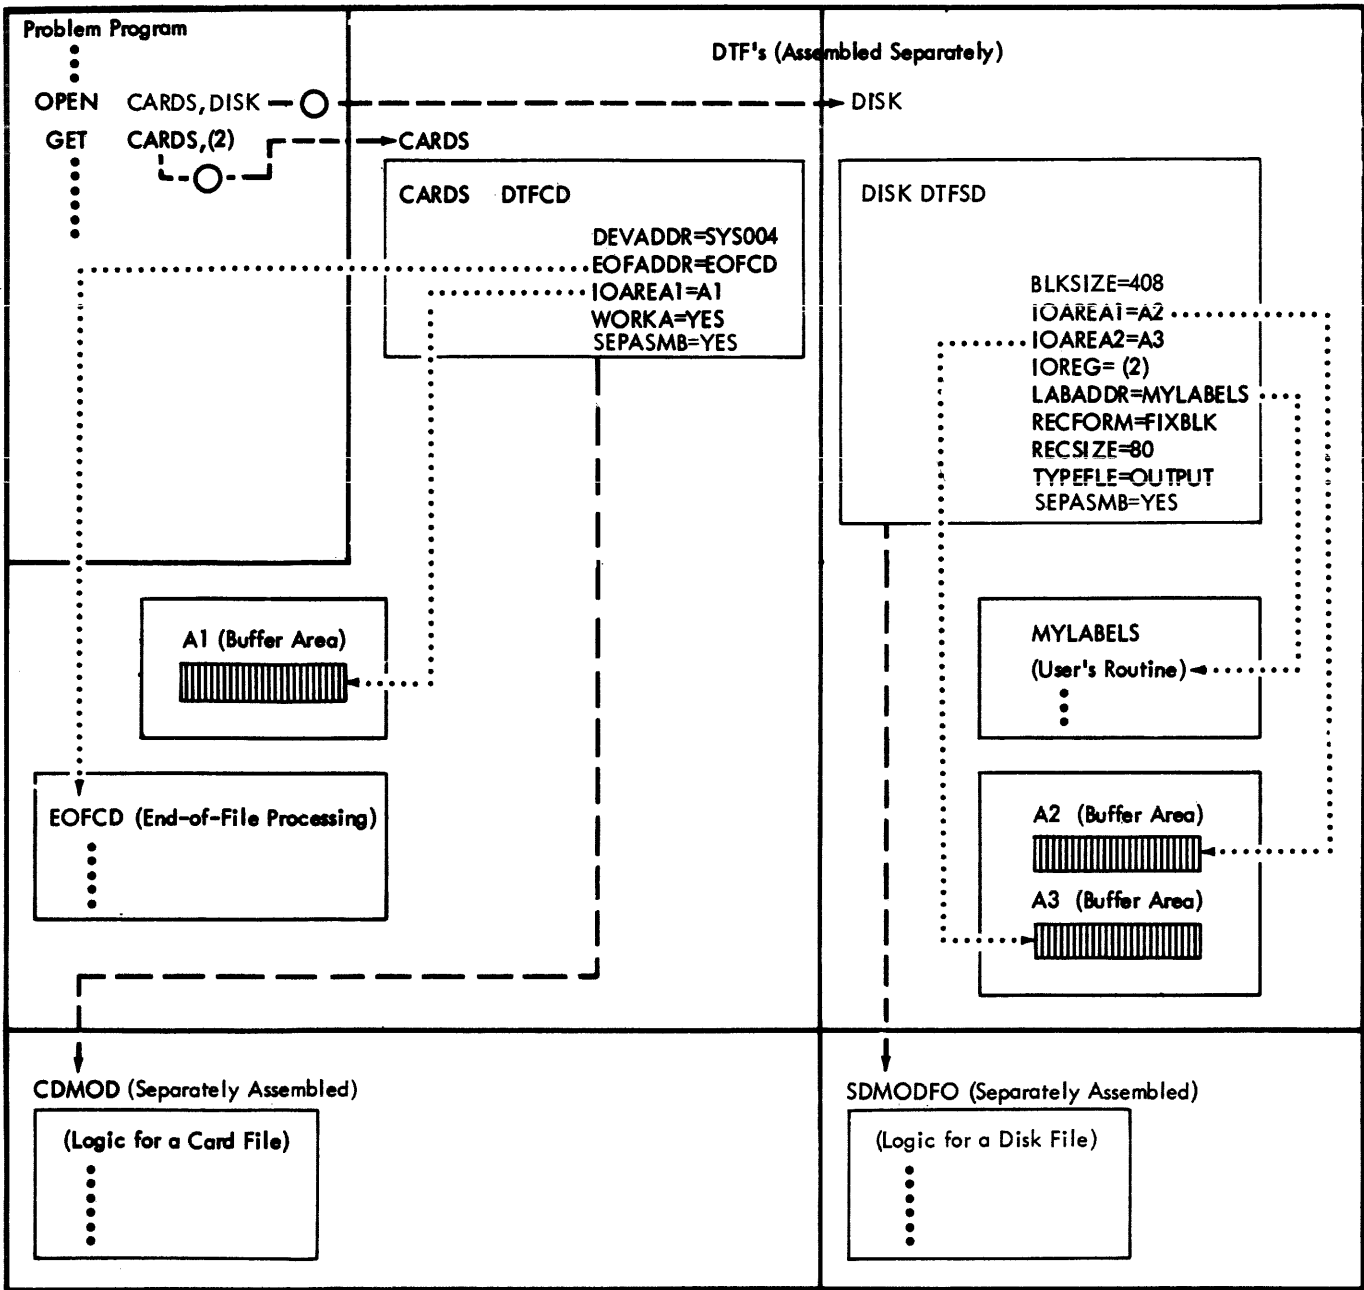 Problem Program
DTF's (Assembled Separately)
OPEN CARDS,DISK
DISK
GET CARDS,(2)
CARDS
CARDS DTFCD
DEVADDR=SYS004
EOFADDR=EOFCD
IOAREA1=A1
WORKA=YES
SEPASMB=YES
DISK DTFSD
BLKSIZE=408
IOAREA1=A2
IOAREA2=A3
IOREG= (2)
LABADDR=MYLABELS
RECFORM=FIXBLK
RECSIZE=80
TYPEFLE=OUTPUT
SEPASMB=YES
A1 (Buffer Area)
MYLABELS
(User's Routine)
EOFCD (End-of-File Processing)
A2 (Buffer Area)
A3 (Buffer Area)
CDMOD (Separately Assembled)
(Logic for a Card File)
SDMODFO (Separately Assembled)
(Logic for a Disk File)